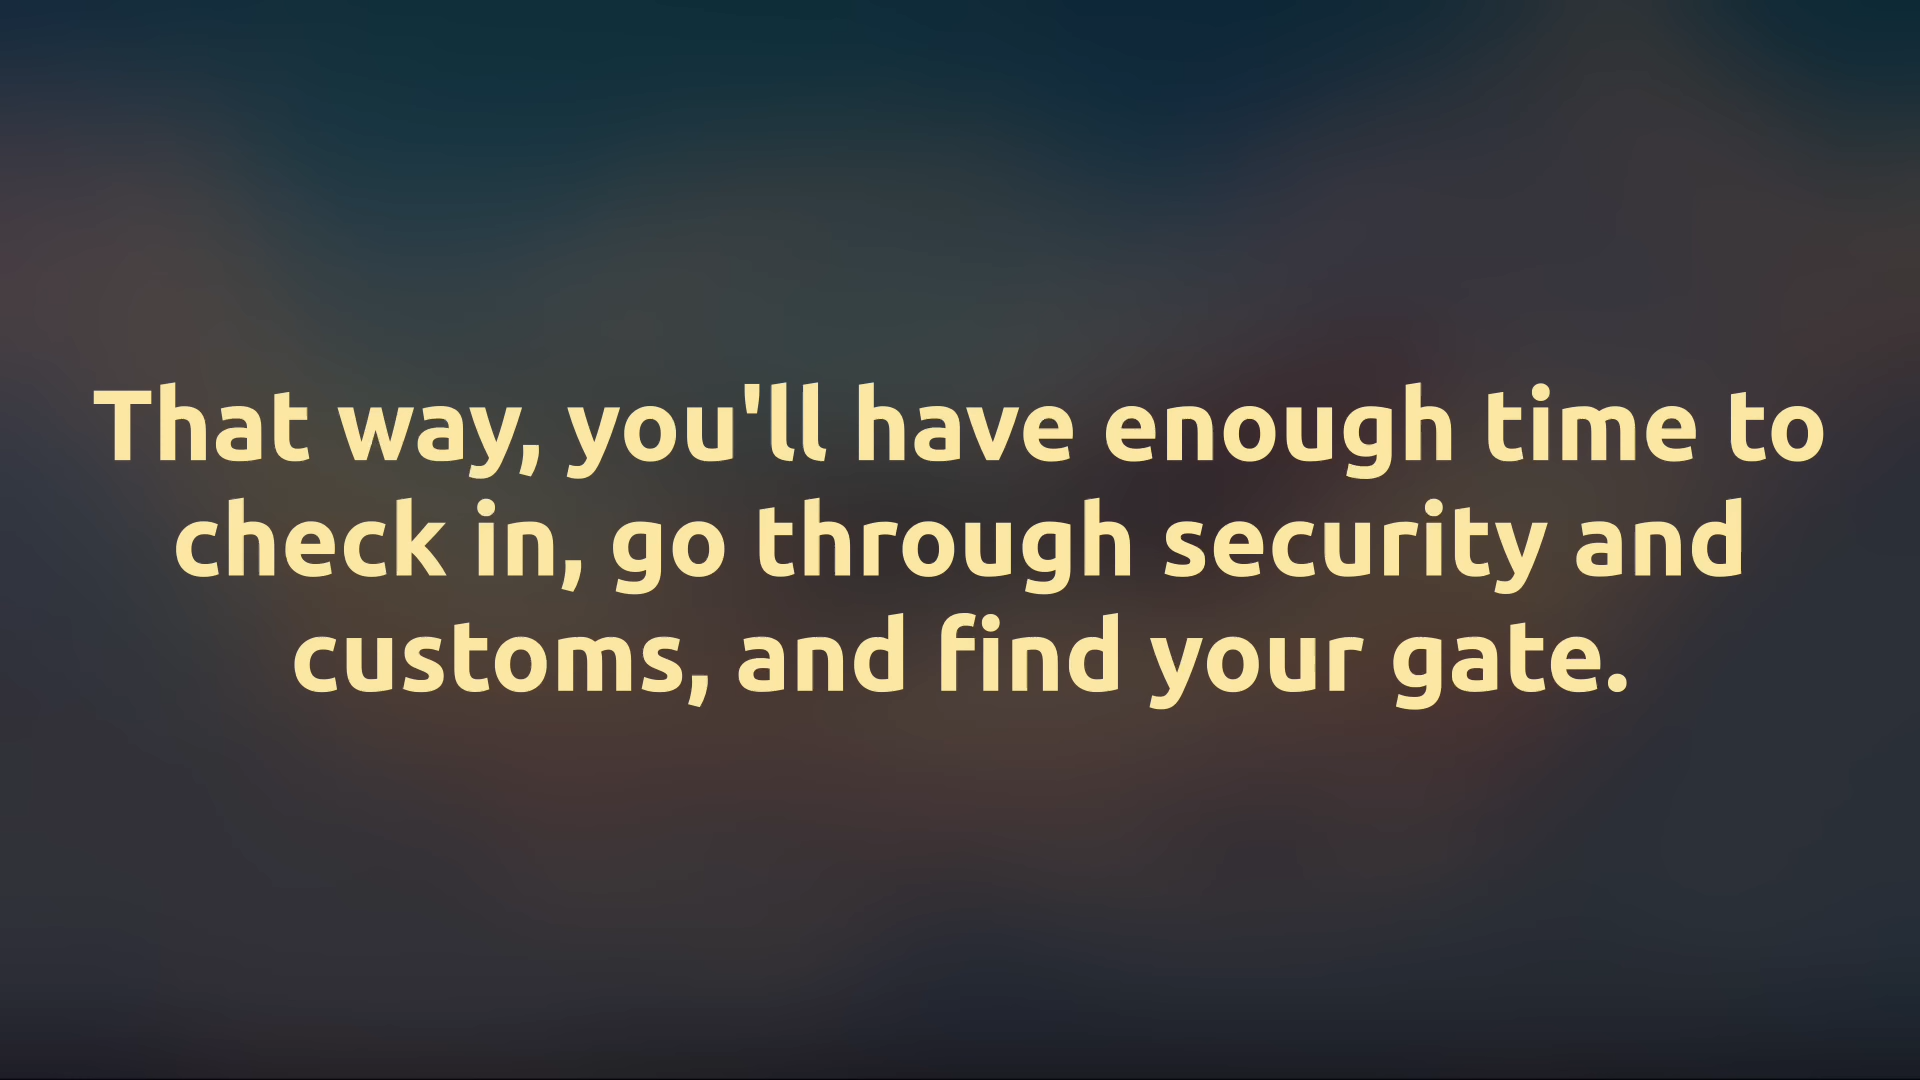 That way, you'll have enough time to
check in, go through security and
customs, and find your gate.